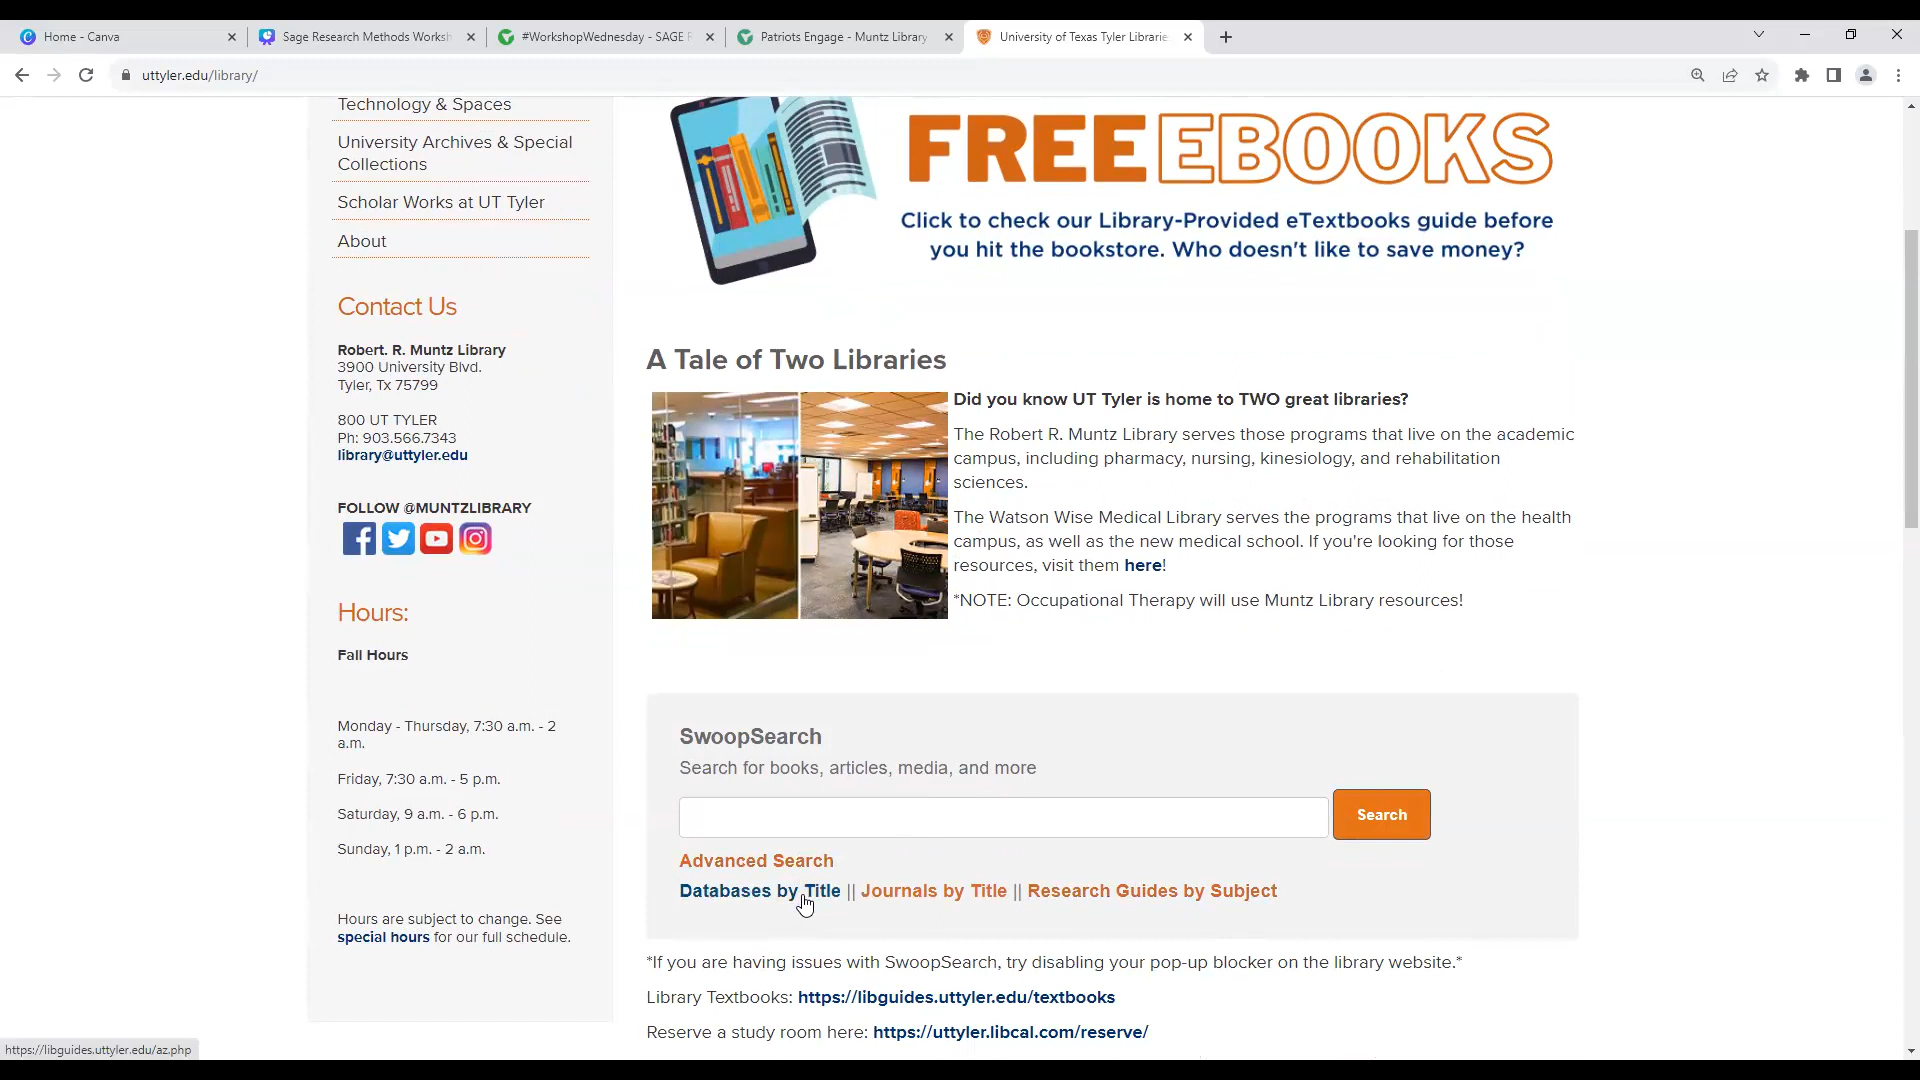 Home - Canva
Sage Research Methods Worksh
#WorkshopWednesday - SAGE R
Patriots Engage - Muntz Library
University of Texas Tyler Librarie
uttyler.edu/library/
Technology & Spaces
University Archives & Special
Collections
Scholar Works at UT Tyler
About
Contact Us
Robert. R. Muntz Library
3900 University Blvd.
Tyler, Tx 75799
800 UT TYLER
Ph: 903.566.7343
library@uttyler.edu
FOLLOW @MUNTZLIBRARY
Hours:
Fall Hours
Monday - Thursday, 7:30 a.m. - 2
a.m.
Friday, 7:30 a.m. - 5 p.m.
Saturday, 9 a.m. - 6 p.m.
Sunday, 1 p.m. - 2 a.m.
Hours are subject to change. See
special hours for our full schedule.
FREE EBOOKS
Click to check our Library-Provided eTextbooks guide before
you hit the bookstore. Who doesn't like to save money?
A Tale of Two Libraries
Did you know UT Tyler is home to TWO great libraries?
The Robert R. Muntz Library serves those programs that live on the academic
campus, including pharmacy, nursing, kinesiology, and rehabilitation
sciences.
The Watson Wise Medical Library serves the programs that live on the health
campus, as well as the new medical school. If you're looking for those
resources, visit them here!
*NOTE: Occupational Therapy will use Muntz Library resources!
SwoopSearch
Search for books, articles, media, and more
Search
Advanced Search
Databases by Title || Journals by Title || Research Guides by Subject
*If you are having issues with SwoopSearch, try disabling your pop-up blocker on the library website.*
Library Textbooks: https://libguides.uttyler.edu/textbooks
Reserve a study room here: https://uttyler.libcal.com/reserve/
https://libguides.uttyler.edu/az.php